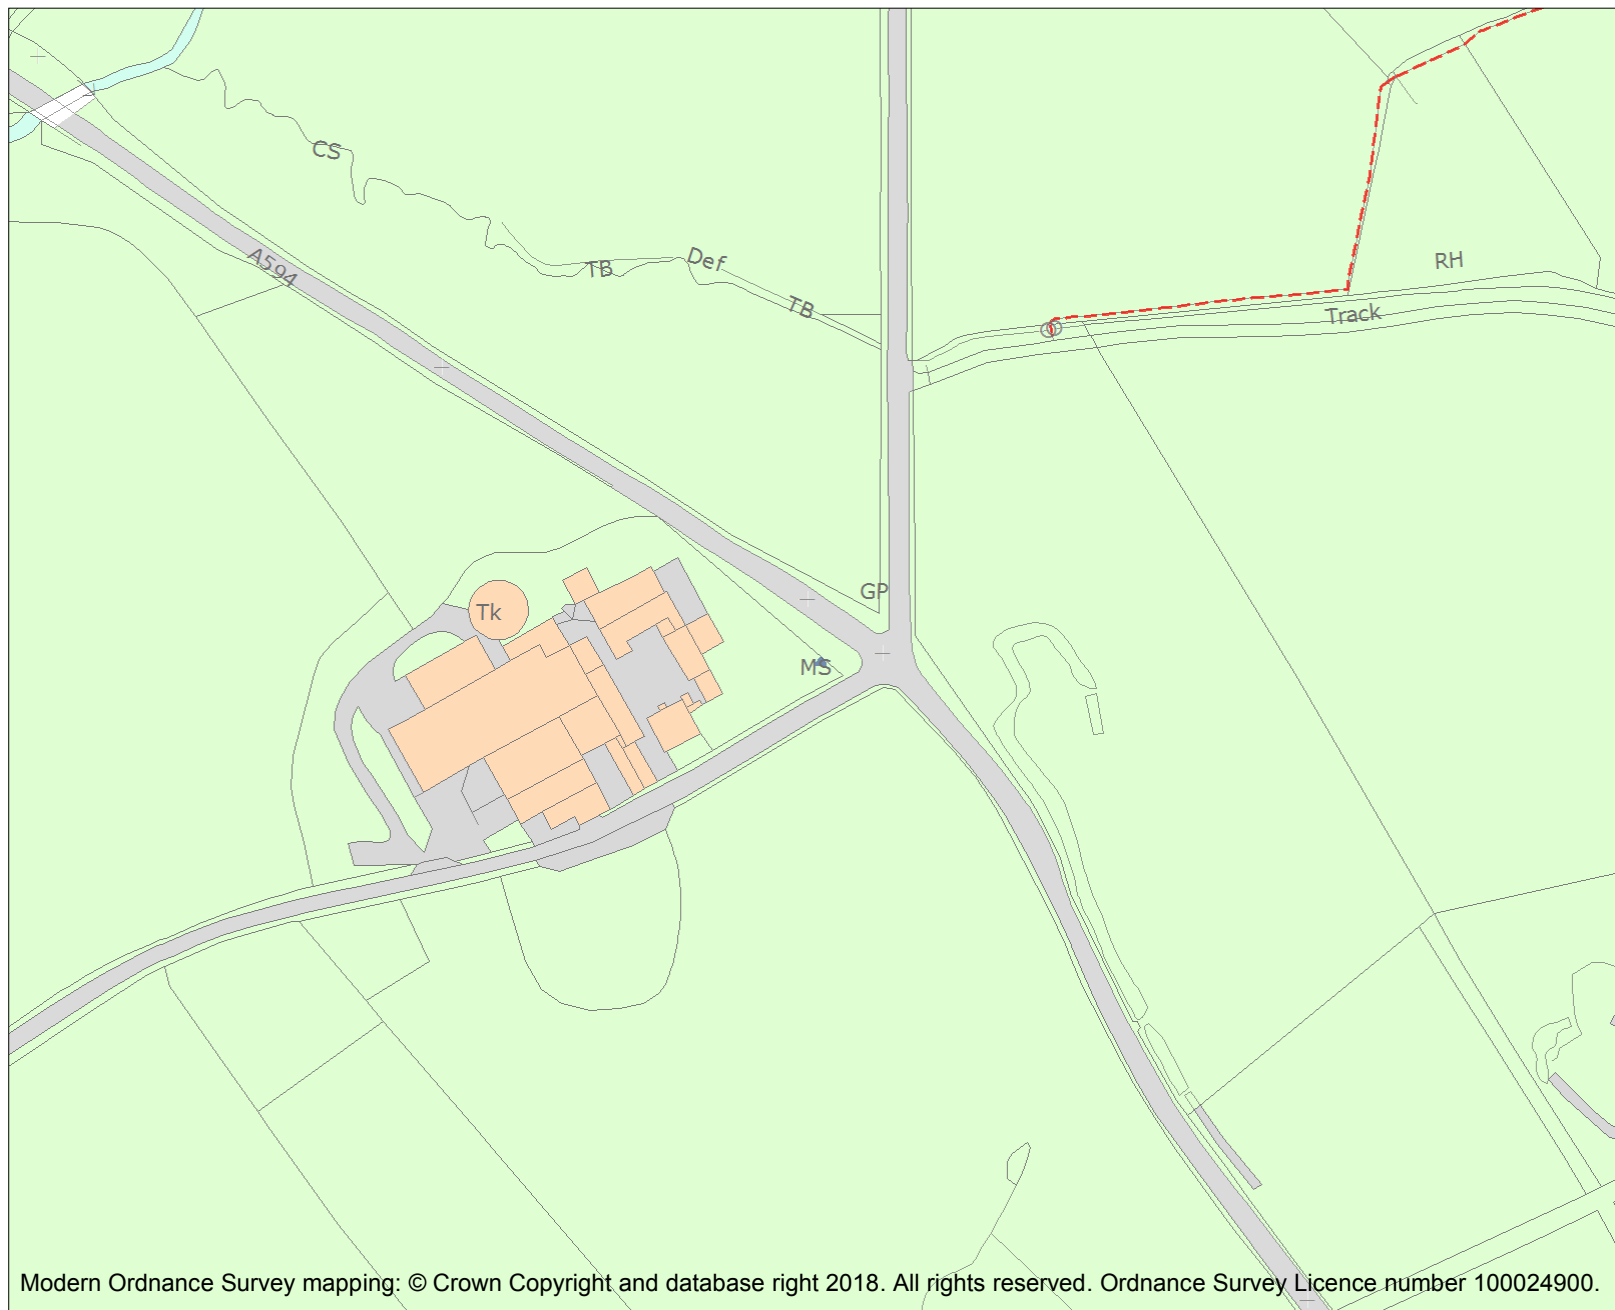 CS
A594
TB
Def
TB
RH
Track
GP
Tk
MS
Modern Ordnance Survey mapping: © Crown Copyright and database right 2018. All rights reserved. Ordnance Survey Licence number 100024900.